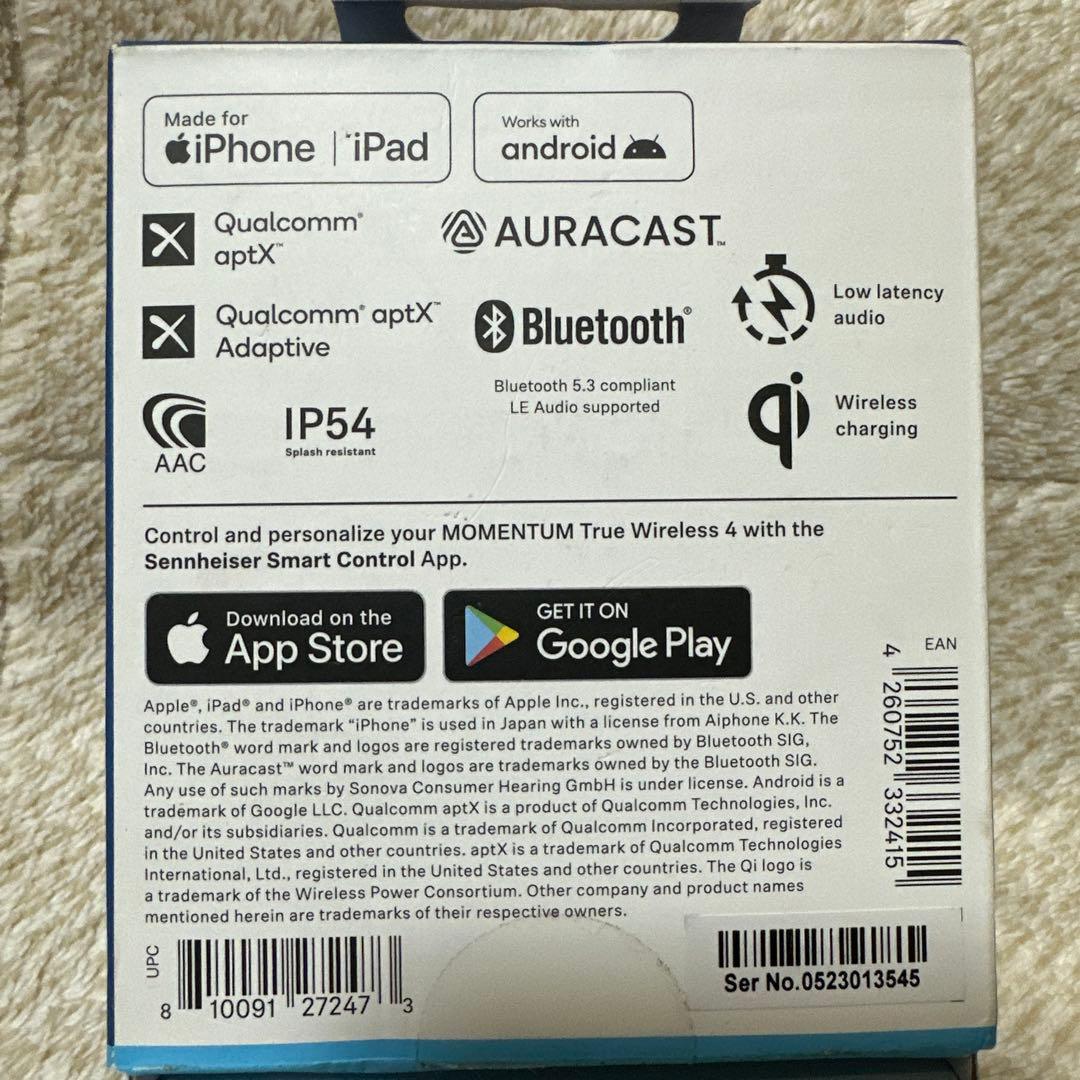 Made for
iPhone | iPad
Works with
android
Qualcomm®
aptX™
AURACAST™
Qualcomm® aptX™
Adaptive
Bluetooth®
Low latency
audio
Bluetooth 5.3 compliant
LE Audio supported
AAC
IP54
Splash resistant
qi
Wireless
charging
Control and personalize your MOMENTUM True Wireless 4 with the
Sennheiser Smart Control App.
Download on the
App Store
GET IT ON
Google Play
Apple®, iPad® and iPhone® are trademarks of Apple Inc., registered in the U.S. and other
countries. The trademark “iPhone” is used in Japan with a license from Aiphone K.K. The
Bluetooth® word mark and logos are registered trademarks owned by Bluetooth SIG,
Inc. The Auracast™ word mark and logos are trademarks owned by the Bluetooth SIG.
Any use of such marks by Sonova Consumer Hearing GmbH is under license. Android is a
trademark of Google LLC. Qualcomm aptX is a product of Qualcomm Technologies, Inc.
and/or its subsidiaries. Qualcomm is a trademark of Qualcomm Incorporated, registered
in the United States and other countries. aptX is a trademark of Qualcomm Technologies
International, Ltd., registered in the United States and other countries. The Qi logo is
a trademark of the Wireless Power Consortium. Other company and product names
mentioned herein are trademarks of their respective owners.
EAN
4 260752 332415
UPC
8 10091 27247 3
Ser No.0523013545